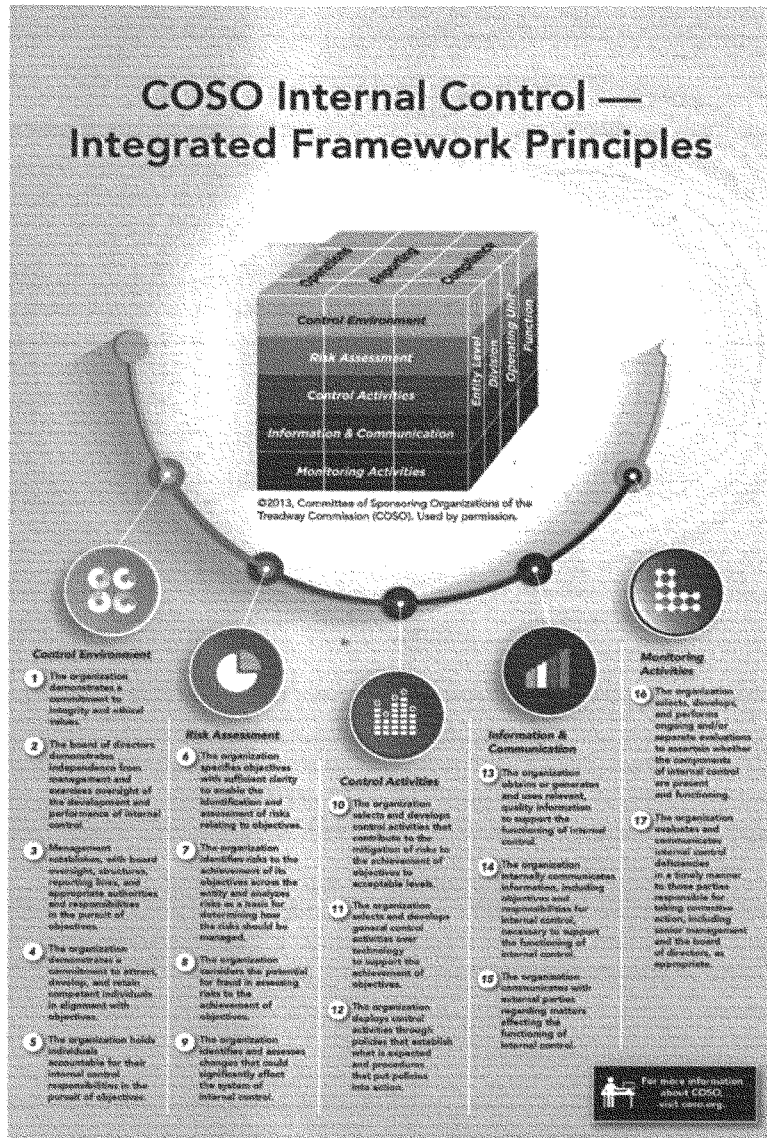 COSO Internal Control —
Integrated Framework Principles
Operations
Reporting
Compliance
Control Environment
Risk Assessment
Control Activities
Information & Communication
Monitoring Activities
Entity Level
Division
Operating Unit
Function
©2013, Committee of Sponsoring Organizations of the
Treadway Commission (COSO). Used by permission.
Control Environment
1 The organization
demonstrates a
commitment to
integrity and ethical
values.
2 The board of directors
demonstrates
independence from
management and
exercises oversight of
the development and
performance of internal
control.
3 Management
establishes, with board
oversight, structures,
reporting lines, and
appropriate authorities
and responsibilities
in the pursuit of
objectives.
4 The organization
demonstrates a
commitment to attract,
develop, and retain
competent individuals
in alignment with
objectives.
5 The organization holds
individuals
accountable for their
internal control
responsibilities in the
pursuit of objectives.
Risk Assessment
6 The organization
specifies objectives
with sufficient clarity
to enable the
identification and
assessment of risks
relating to objectives.
7 The organization
identifies risks to the
achievement of its
objectives across the
entity and analyzes
risks as a basis for
determining how
the risks should be
managed.
8 The organization
considers the potential
for fraud in assessing
risks to the
achievement of
objectives.
9 The organization
identifies and assesses
changes that could
significantly affect
the system of
internal control.
Control Activities
10 The organization
selects and develops
control activities that
contribute to the
mitigation of risks to
the achievement of
objectives to
acceptable levels.
11 The organization
selects and develops
general control
activities over
technology
to support the
achievement of
objectives.
12 The organization
deploys control
activities through
policies that establish
what is expected
and procedures
that put policies
into action.
Information &
Communication
13 The organization
obtains or generates
and uses relevant,
quality information
to support the
functioning of internal
control.
14 The organization
internally communicates
information, including
objectives and
responsibilities for
internal control,
necessary to support
the functioning of
internal control.
15 The organization
communicates with
external parties
regarding matters
affecting the
functioning of
internal control.
Monitoring
Activities
16 The organization
selects, develops,
and performs
ongoing and/or
separate evaluations
to ascertain whether
the components
of internal control
are present
and functioning.
17 The organization
evaluates and
communicates
internal control
deficiencies
in a timely manner
to those parties
responsible for
taking corrective
action, including
senior management
and the board
of directors, as
appropriate.
For more information
about COSO,
visit coso.org.